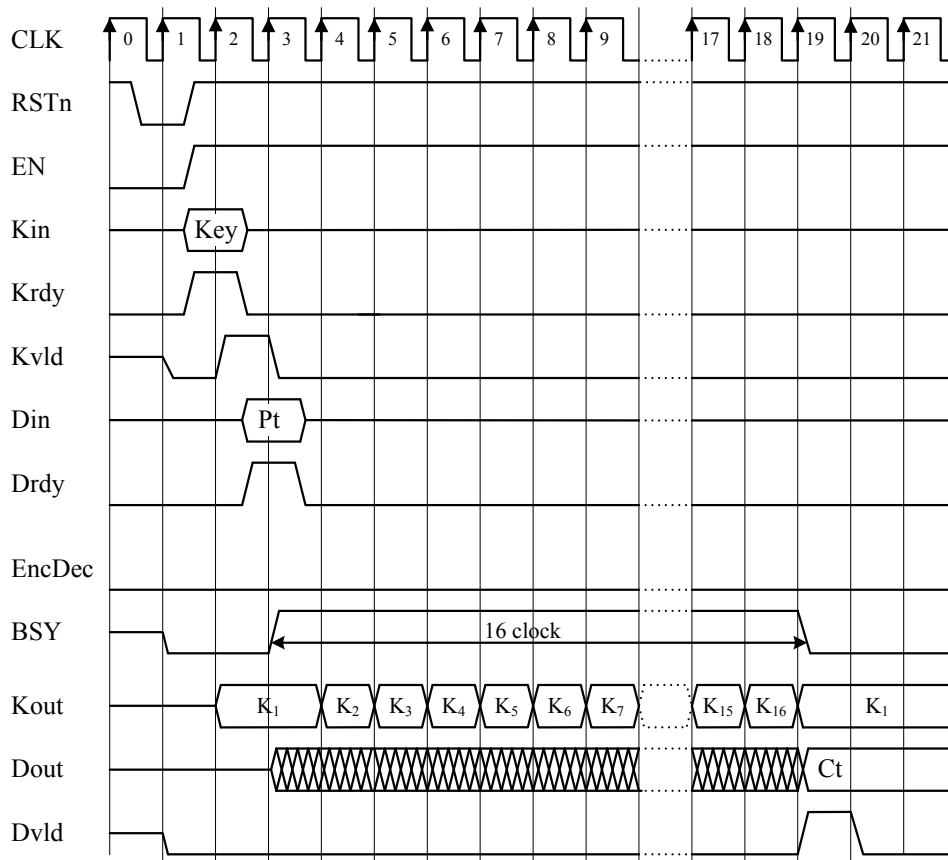 CLK 0 1 2 3 4 5 6 7 8 9 17 18 19 20 21
RSTn
EN
Kin Key
Krdy
Kvld
Din Pt
Drdy
EncDec
BSY 16 clock
Kout K₁ K₂ K₃ K₄ K₅ K₆ K₇ K₁₅ K₁₆ K₁
Dout Ct
Dvld